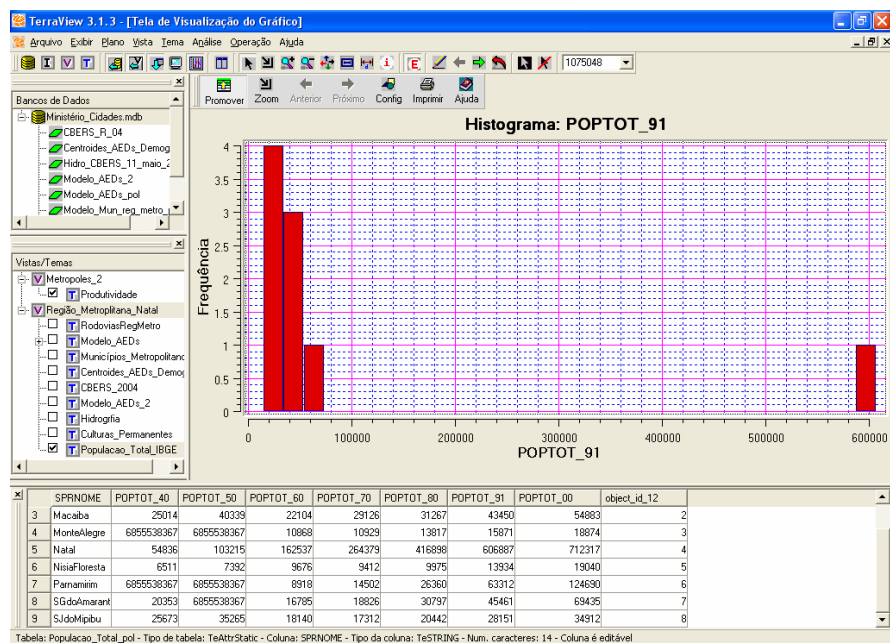 TerraView 3.1.3 - [Tela de Visualização do Gráfico]
Arquivo Exibir Plano Vista Tema Análise Operação Ajuda
1075048
Promover Zoom Anterior Próximo Config Imprimir Ajuda
Bancos de Dados
Ministério_Cidades.mdb
CBERS_R_04
Centroides_AEDs_Demog
Hidro_CBERS_11_maio_2
Modelo_AEDs_2
Modelo_AEDs_pol
Modelo_Mun_reg_metro_
Vistas/Temas
Metropoles_2
Produtividade
Região_Metroplitana_Natal
RodoviasRegMetro
Modelo_AEDs
Municípios_Metropolitano
Centroides_AEDs_Demog
CBERS_2004
Modelo_AEDs_2
Hidrogrfia
Culturas_Permanentes
Populacao_Total_IBGE
Histograma: POPTOT_91
Frequência
4
3.5
3
2.5
2
1.5
1
0.5
0
0 100000 200000 300000 400000 500000 600000
POPTOT_91
SPRNOME POPTOT_40 POPTOT_50 POPTOT_60 POPTOT_70 POPTOT_80 POPTOT_91 POPTOT_00 object_id_12
3 Macaiba 25014 40339 22104 29126 31267 43450 54883 2
4 MonteAlegre 6855538367 6855538367 10868 10929 13817 15871 18874 3
5 Natal 54836 103215 162537 264379 416898 606887 712317 4
6 NisiaFloresta 6511 7392 9676 9412 9975 13934 19040 5
7 Parnamirim 6855538367 6855538367 8918 14502 26360 63312 124690 6
8 SGdoAmarant 20353 6855538367 16785 18826 30797 45461 69435 7
9 SJdoMipibu 25673 35265 18140 17312 20442 28151 34912 8
Tabela: Populacao_Total_pol - Tipo de tabela: TeAttrStatic - Coluna: SPRNOME - Tipo da coluna: TeSTRING - Num. caracteres: 14 - Coluna é editável